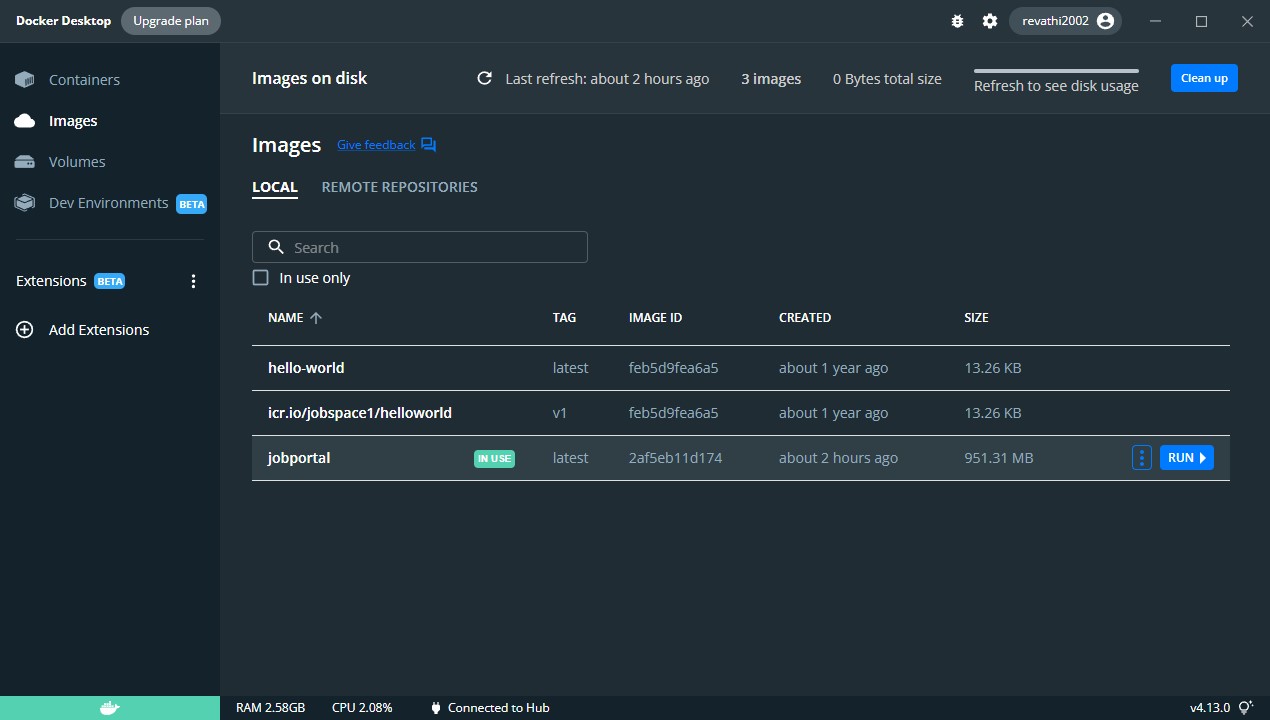 Docker Desktop Upgrade plan revathi2002
Containers
Images
Volumes
Dev Environments BETA
Extensions BETA
Add Extensions
Images on disk Last refresh: about 2 hours ago 3 images 0 Bytes total size Refresh to see disk usage Clean up
Images Give feedback
LOCAL REMOTE REPOSITORIES
Search
In use only
NAME TAG IMAGE ID CREATED SIZE
hello-world latest feb5d9fea6a5 about 1 year ago 13.26 KB
icr.io/jobspace1/helloworld v1 feb5d9fea6a5 about 1 year ago 13.26 KB
jobportal IN USE latest 2af5eb11d174 about 2 hours ago 951.31 MB RUN
RAM 2.58GB CPU 2.08% Connected to Hub v4.13.0